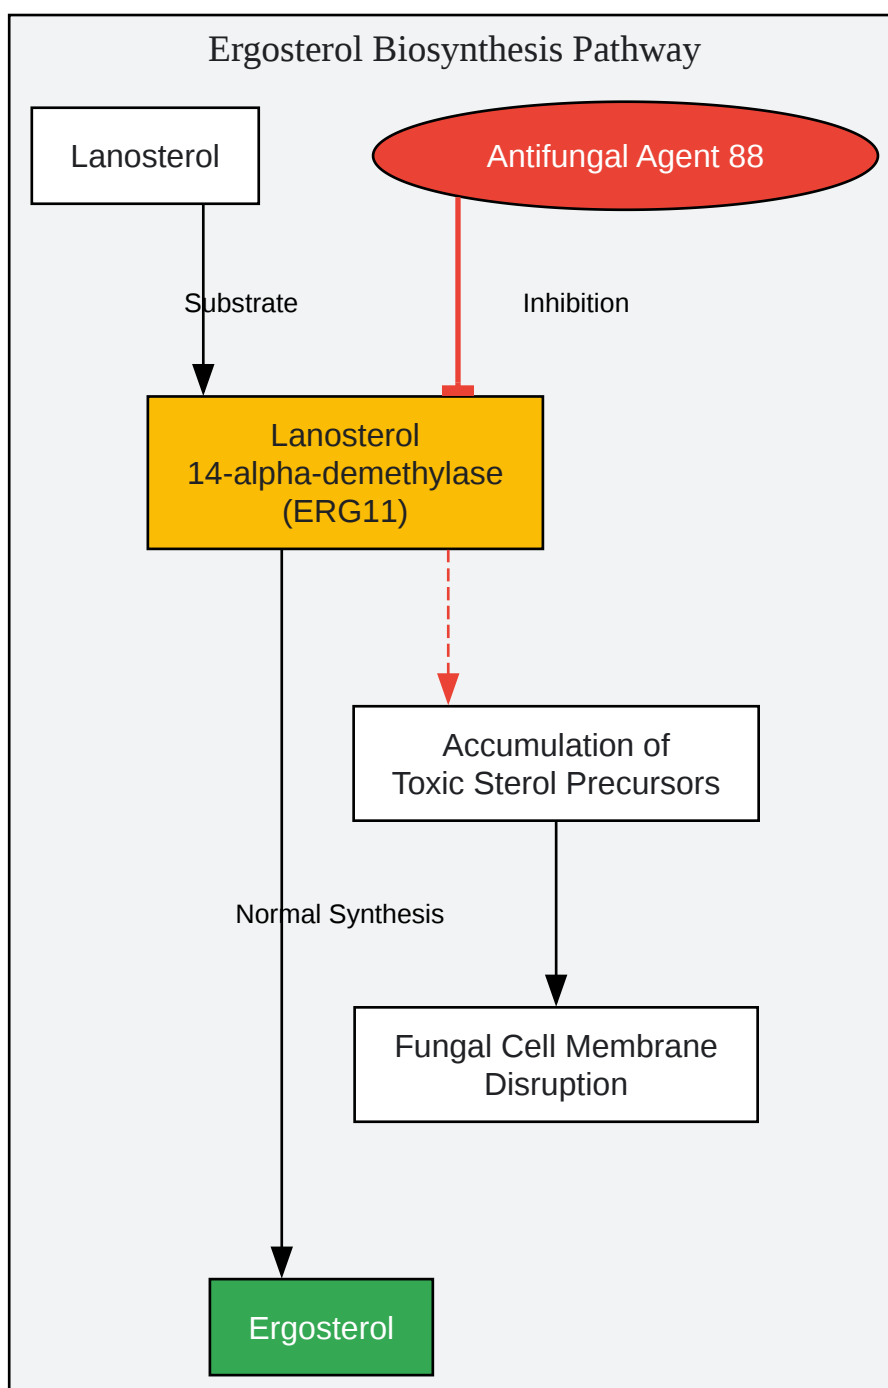 Ergosterol Biosynthesis Pathway
Lanosterol
Antifungal Agent 88
Substrate
Inhibition
Lanosterol
14-alpha-demethylase
(ERG11)
Accumulation of
Toxic Sterol Precursors
Normal Synthesis
Fungal Cell Membrane
Disruption
Ergosterol